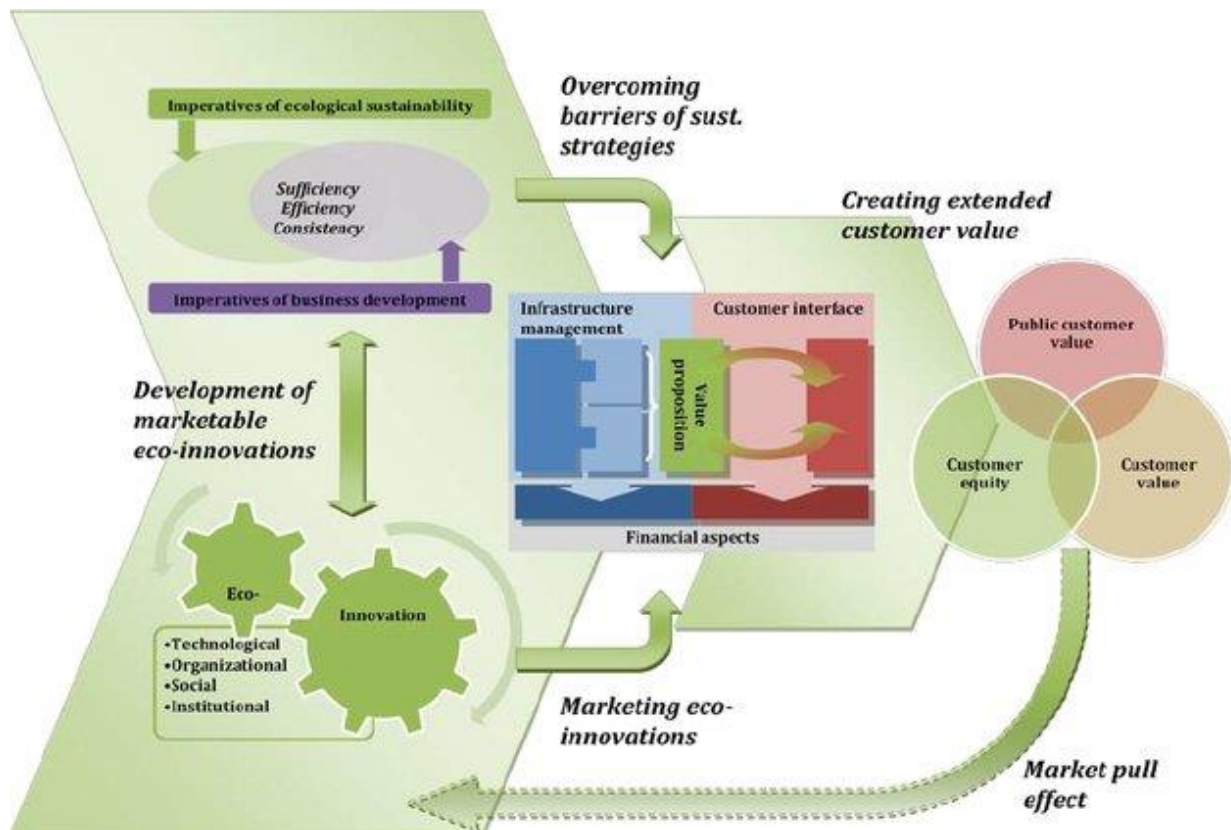 Imperatives of ecological sustainability
Sufficiency
Efficiency
Consistency
Imperatives of business development
Overcoming
barriers of sust.
strategies
Creating extended
customer value
Infrastructure
management
Customer interface
Value
proposition
Financial aspects
Public customer
value
Customer
equity
Customer
value
Development of
marketable
eco-innovations
Eco-
Innovation
•Technological
•Organizational
•Social
•Institutional
Marketing eco-
innovations
Market pull
effect